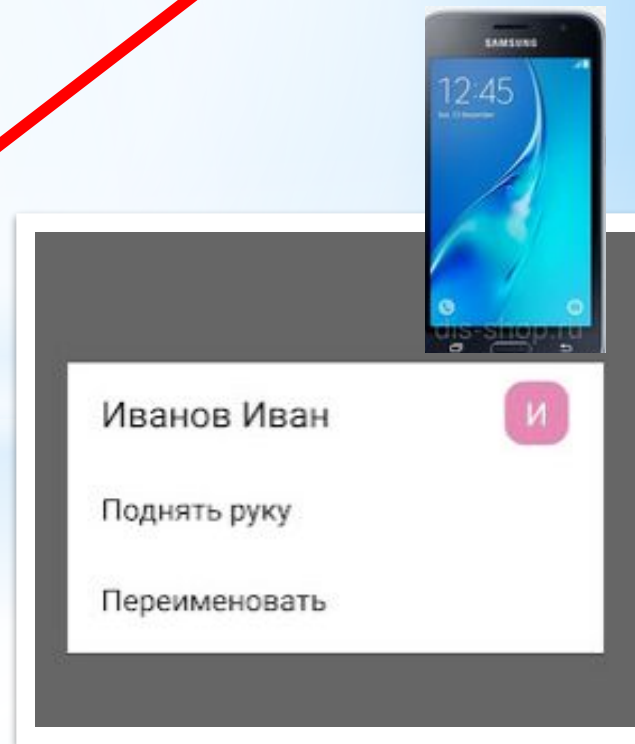 SAMSUNG
12:45
dis-shop.ru
Иванов Иван
И
Поднять руку
Переименовать